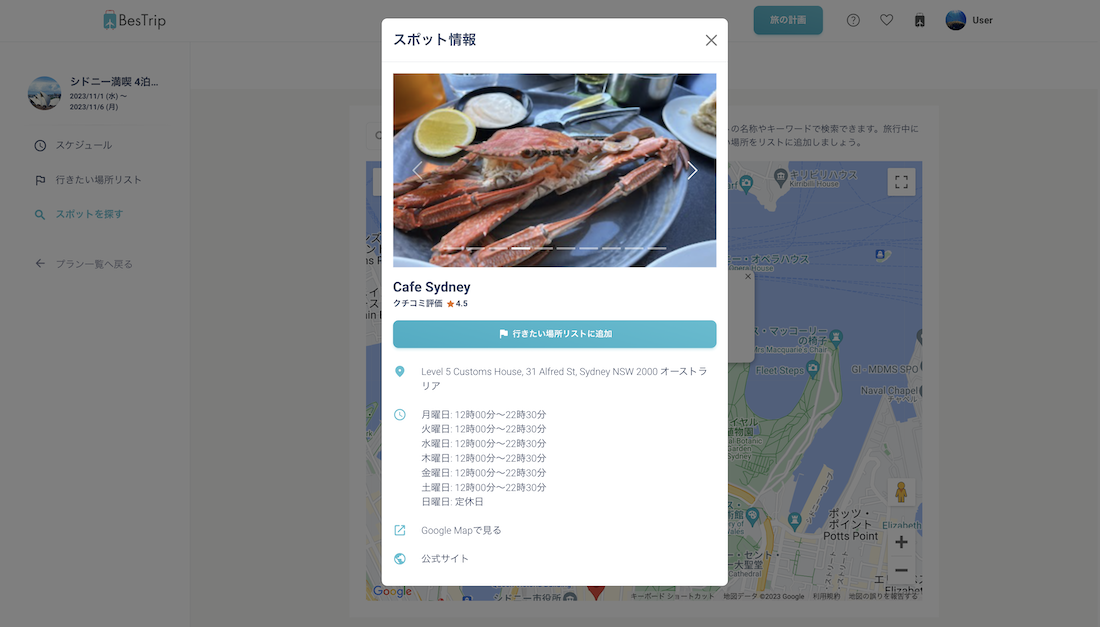 BesTrip
旅の計画
User
シドニー満喫 4泊...
2023/11/1 (水) ～
2023/11/6 (月)
スケジュール
行きたい場所リスト
スポットを探す
プラン一覧へ戻る
スポット情報
Cafe Sydney
クチコミ評価 ★4.5
行きたい場所リストに追加
Level 5 Customs House, 31 Alfred St, Sydney NSW 2000 オーストラ
リア
月曜日: 12時00分～22時30分
火曜日: 12時00分～22時30分
水曜日: 12時00分～22時30分
木曜日: 12時00分～22時30分
金曜日: 12時00分～22時30分
土曜日: 12時00分～22時30分
日曜日: 定休日
Google Mapで見る
公式サイト
の名称やキーワードで検索できます。旅行中に
場所をリストに追加しましょう。
キリビリハウス
Kirribilli House
ー・オペラハウス
Opera House
ス・マッコーリー
の椅子
Mrs Macquarie's Chair
Fleet Steps
GI - MDMS SPO
Naval Chapel
チャペル
イヤル
植物園
Botanic
Garden
Sydney
ポッツ・
ポイント
Potts Point
Elizabeth
ー・セント・
ー大聖堂
Cathedral
シドニー市役所
Google
キーボード ショートカット
地図データ ©2023 Google
利用規約
地図の誤りを報告する